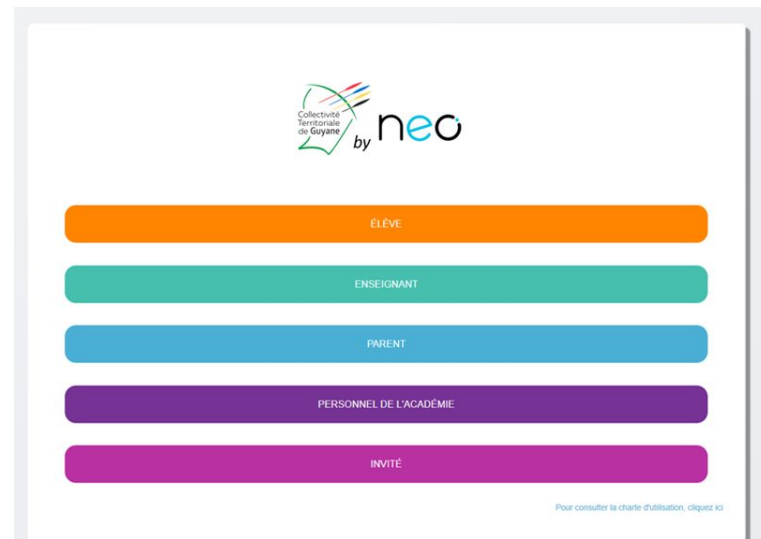 Collectivité
Territoriale
de Guyane
by neo
ÉLÈVE
ENSEIGNANT
PARENT
PERSONNEL DE L'ACADÉMIE
INVITÉ
Pour consulter la charte d'utilisation, cliquez ici